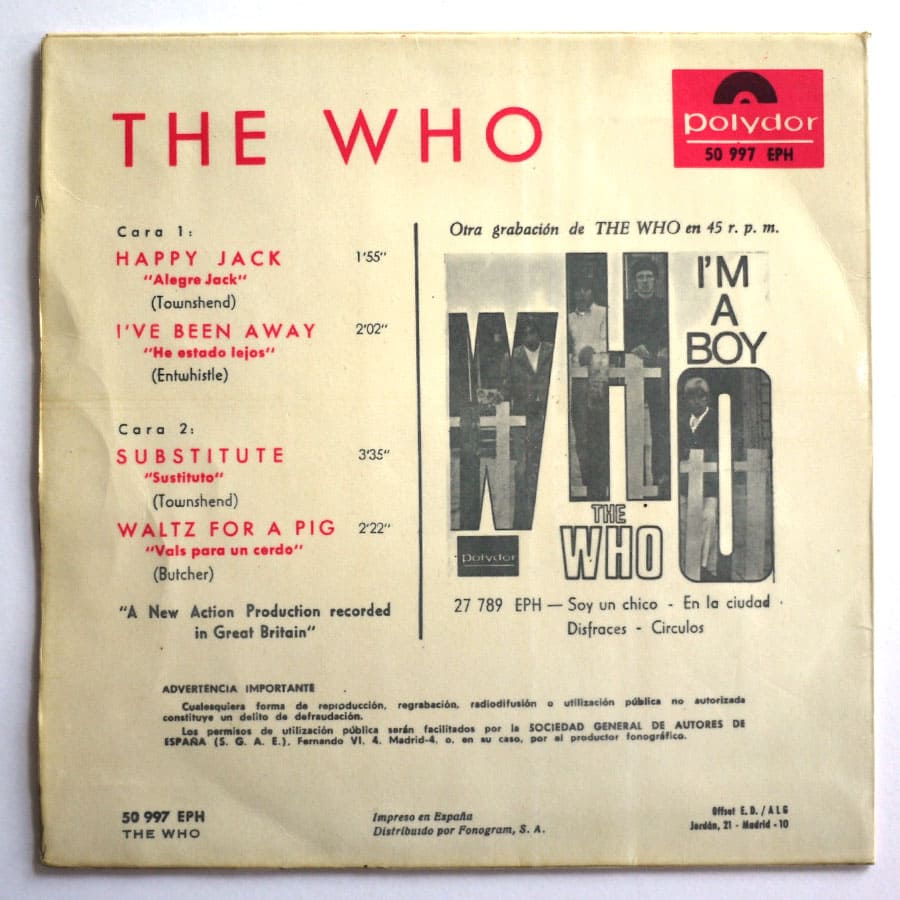 THE WHO
polydor
50 997 EPH
Cara 1:
HAPPY JACK 1'55"
"Alegre Jack"
(Townshend)
I'VE BEEN AWAY 2'02"
"He estado lejos"
(Entwhistle)
Cara 2:
SUBSTITUTE 3'35"
"Sustituto"
(Townshend)
WALTZ FOR A PIG 2'22"
"Vals para un cerdo"
(Butcher)
"A New Action Production recorded
in Great Britain"
Otra grabación de THE WHO en 45 r. p. m.
WHO
I'M
A
BOY
THE
WHO
polydor
27 789 EPH — Soy un chico - En la ciudad
Disfraces - Circulos
ADVERTENCIA IMPORTANTE
Cualesquiera forma de reproducción, regrabación, radiodifusión o utilización pública no autorizada
constituye un delito de defraudación.
Los permisos de utilización pública serán facilitados por la SOCIEDAD GENERAL DE AUTORES DE
ESPAÑA (S. G. A. E.), Fernando VI, 4, Madrid-4, o, en su caso, por el productor fonográfico.
50 997 EPH
THE WHO
Impreso en España
Distribuido por Fonogram, S. A.
Offset E. D. / A L G
Jordán, 21 - Madrid - 10